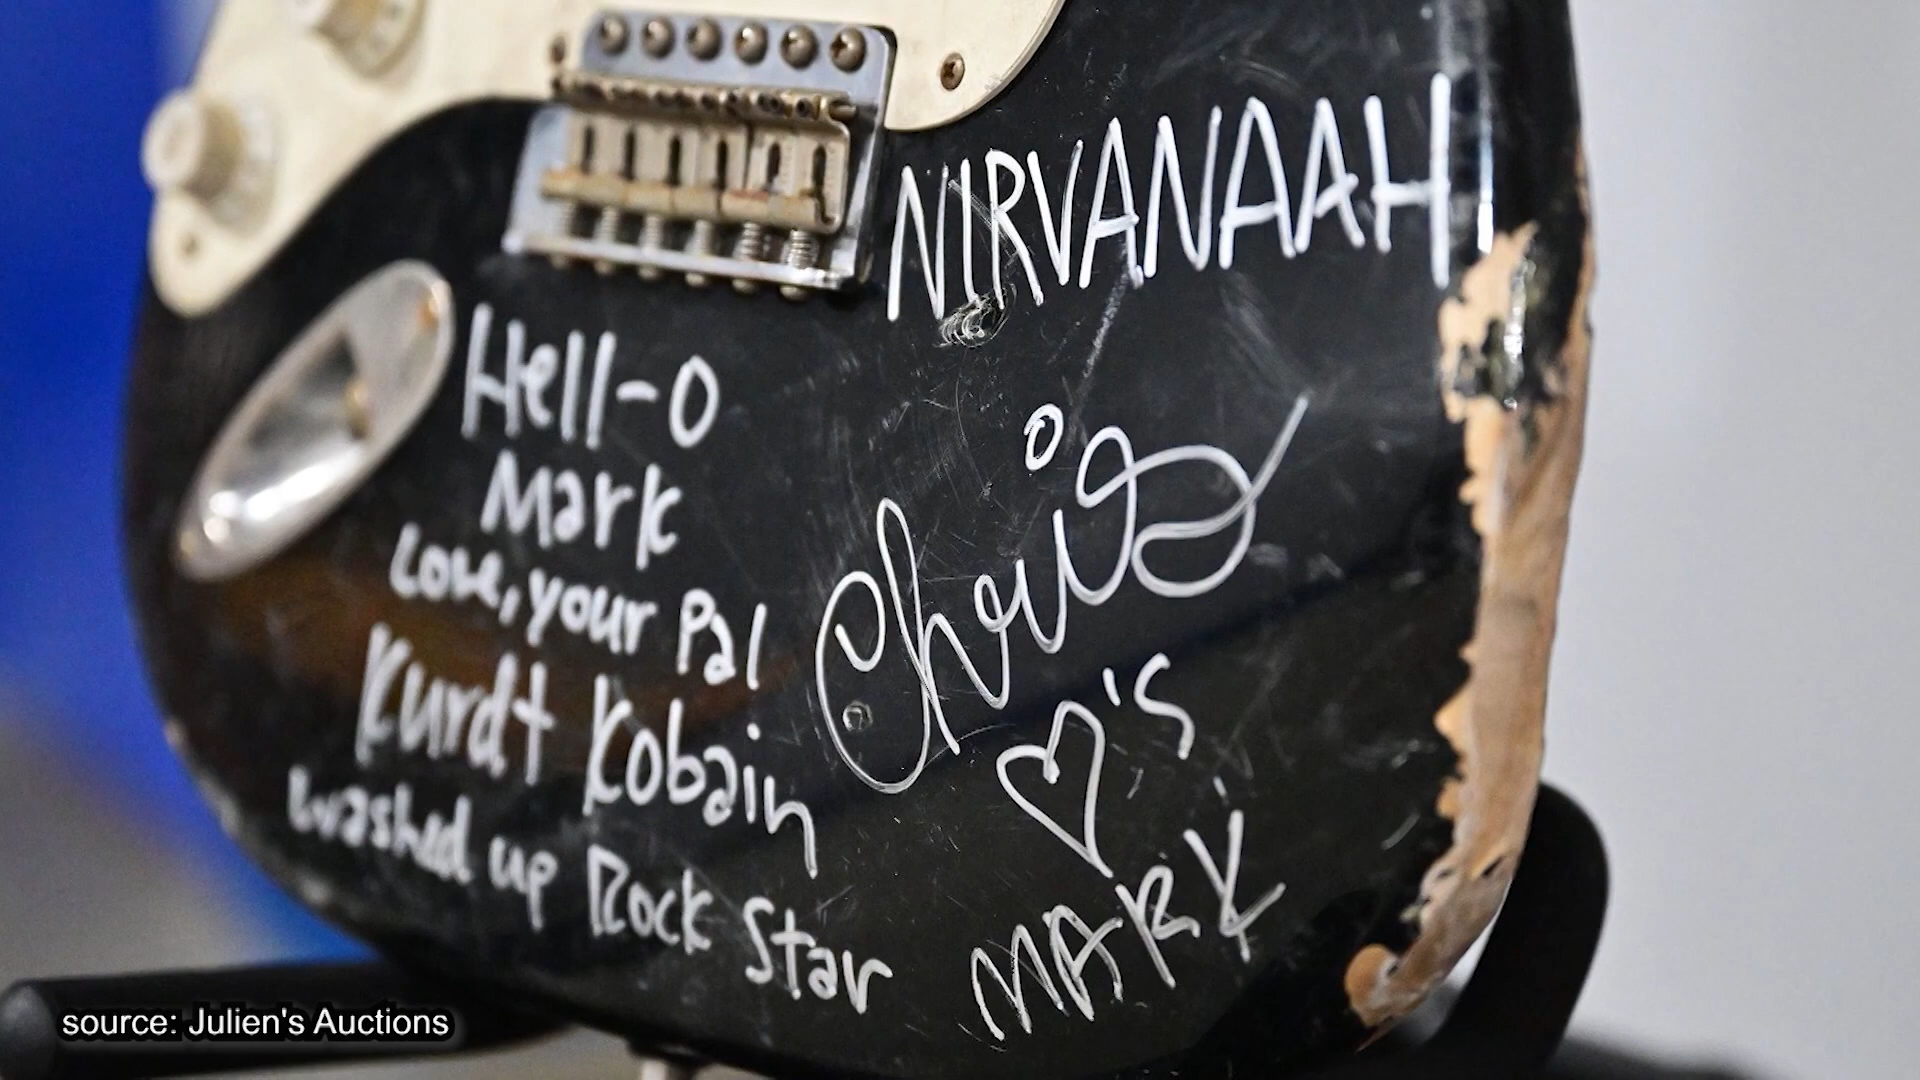 NIRVANAAH
Hell-o
Mark
Love, your Pal
Kurdt Kobain
washed up Rock Star
Chris
♡'S
MARK
source: Julien's Auctions